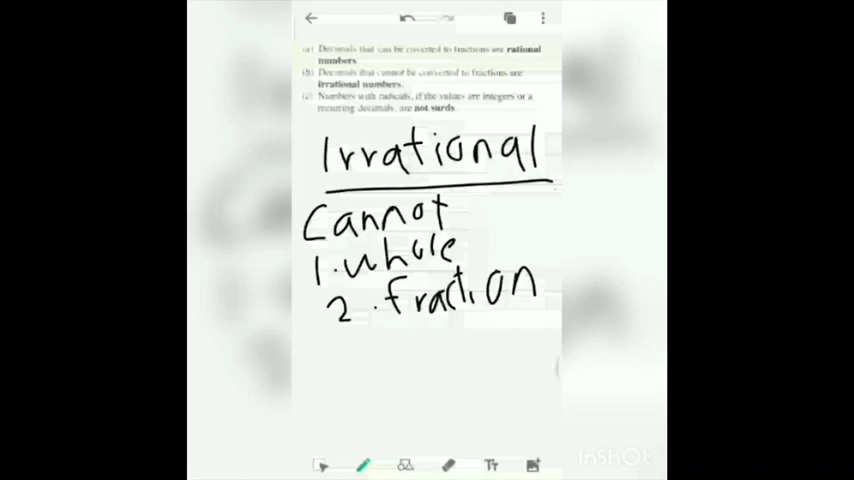 (a) Decimals that can be coverted to fractions are rational
numbers.
(b) Decimals that cannot be converted to fractions are
irrational numbers.
(c) Numbers with radicals, if the values are integers or a
recurring decimals, are not surds.
Irrational
Cannot
1. whole
2. fraction
Tт
InShOt